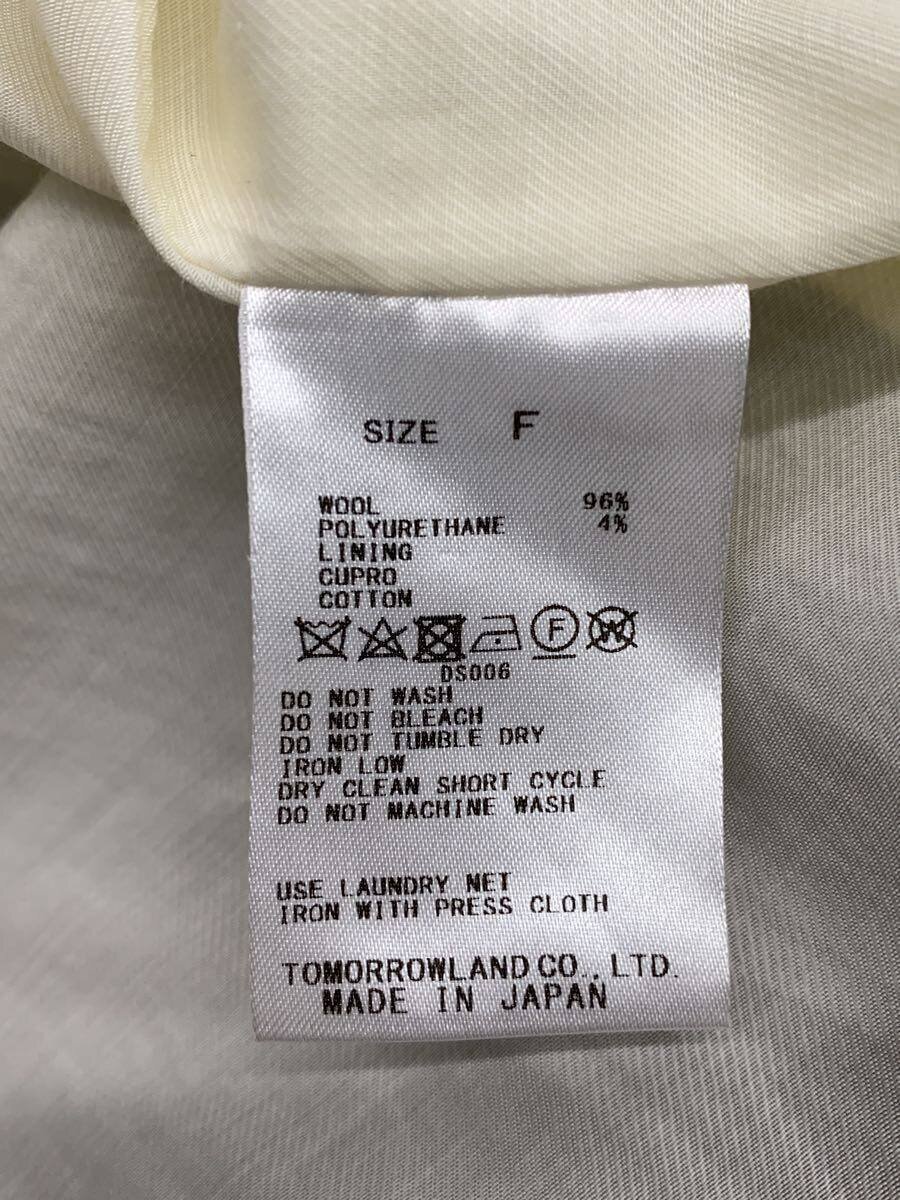 SIZE F
WOOL 96%
POLYURETHANE 4%
LINING
CUPRO
COTTON
F W
DS006
DO NOT WASH
DO NOT BLEACH
DO NOT TUMBLE DRY
IRON LOW
DRY CLEAN SHORT CYCLE
DO NOT MACHINE WASH
USE LAUNDRY NET
IRON WITH PRESS CLOTH
TOMORROWLAND CO., LTD.
MADE IN JAPAN